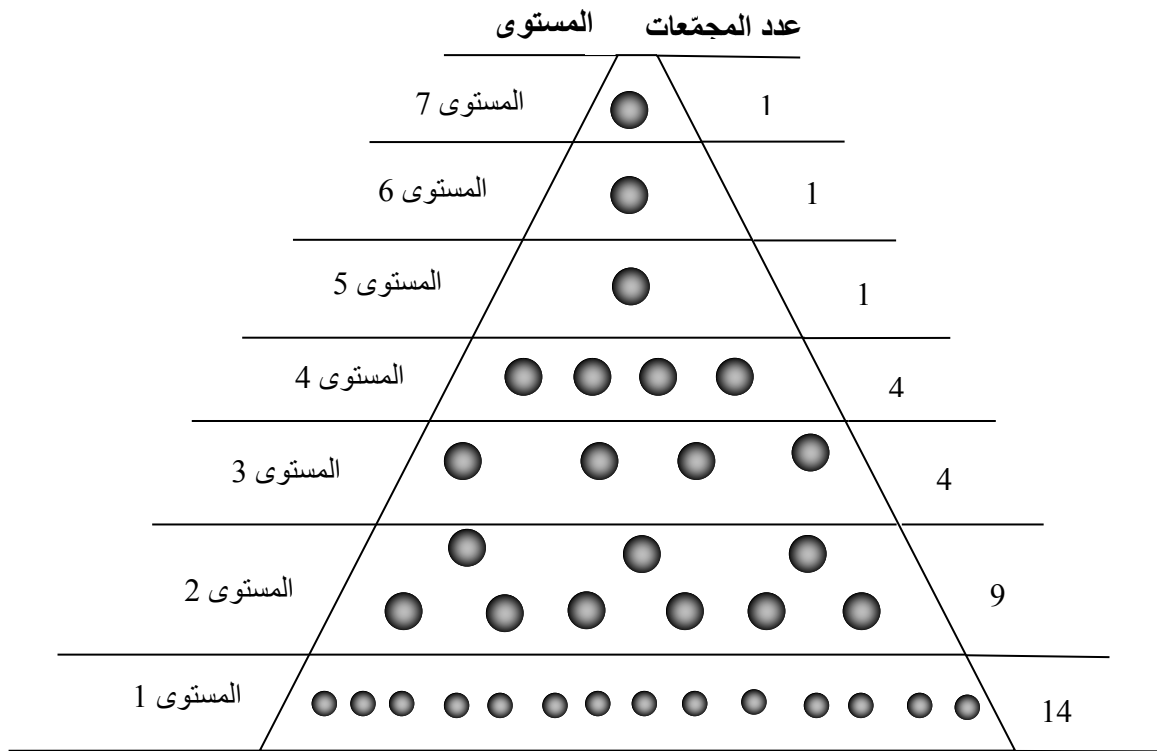 عدد المجمّعات المستوى
المستوى 7 1
المستوى 6 1
المستوى 5 1
المستوى 4 4
المستوى 3 4
المستوى 2 9
المستوى 1 14